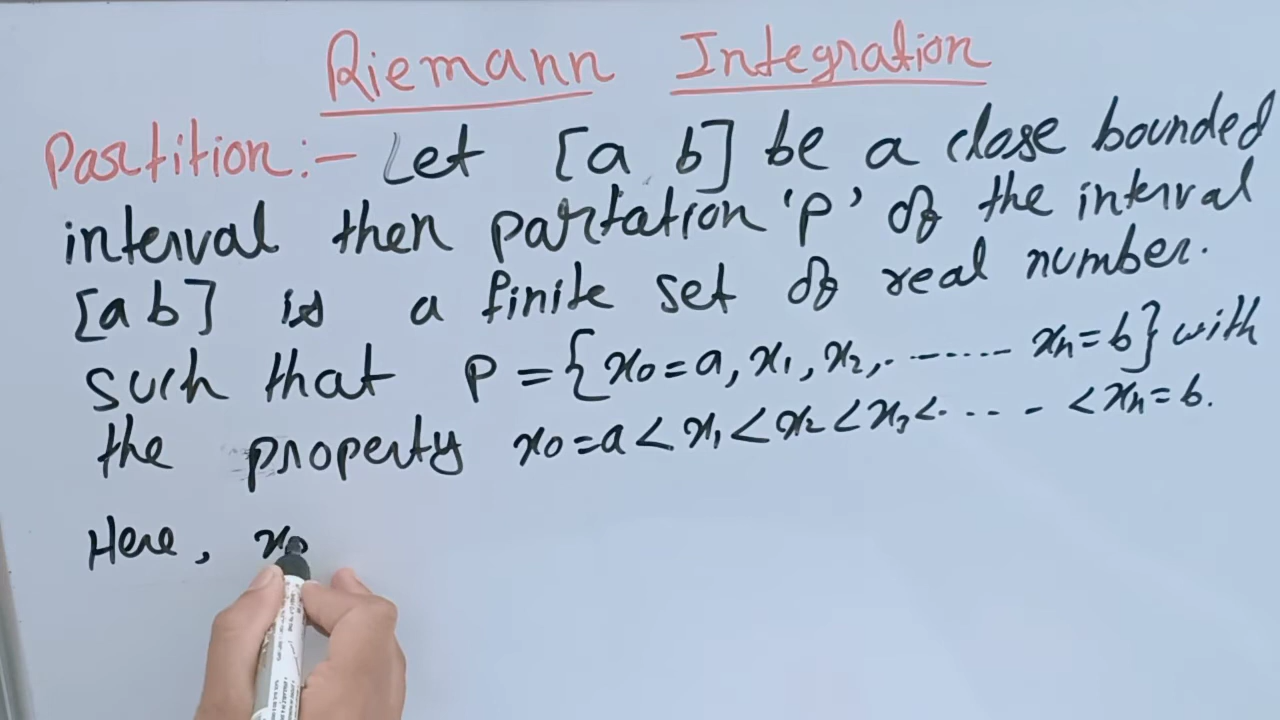 Riemann Integration
Partition:- Let [a b] be a close bounded
interval then partation 'P' of the interval
[a b] is a finite set of real number.
such that P = {x₀ = a, x₁, x₂, ........ xₙ = b} with
the property x₀ = a < x₁ < x₂ < x₃ < .... < xₙ = b.
Here, x₀